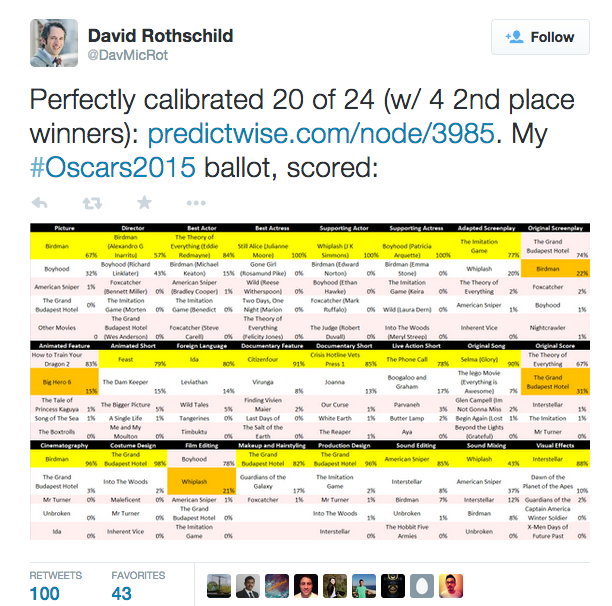 David Rothschild
@DavMicRot
Follow
Perfectly calibrated 20 of 24 (w/ 4 2nd place
winners): predictwise.com/node/3985. My
#Oscars2015 ballot, scored:
Picture Director Best Actor Best Actress Supporting Actor Supporting Actress Adapted Screenplay Original Screenplay
Birdman 67% Birdman (Alexandro G Inarritu) 57% The Theory of Everything (Eddie Redmayne) 84% Still Alice (Julianne Moore) 100% Whiplash (J K Simmons) 100% Boyhood (Patricia Arquette) 100% The Imitation Game 77% The Grand Budapest Hotel 74%
Boyhood 32% Boyhood (Richard Linklater) 43% Birdman (Michael Keaton) 15% Gone Girl (Rosamund Pike) 0% Birdman (Edward Norton) 0% Birdman (Emma Stone) 0% Whiplash 20% Birdman 22%
American Sniper 1% Foxcatcher (Bennett Miller) 0% American Sniper (Bradley Cooper) 1% Wild (Reese Witherspoon) 0% Boyhood (Ethan Hawke) 0% The Imitation Game (Keira 0% The Theory of Everything 2% Foxcatcher 2%
The Grand Budapest Hotel 0% The Imitation Game (Morten 0% The Imitation Game (Benedict 0% Two Days, One Night (Marion 0% Foxcatcher (Mark Ruffalo) 0% Wild (Laura Dern) 0% American Sniper 1% Boyhood 1%
Other Movies 0 The Grand Budapest Hotel (Wes Anderson) 0% Foxcatcher (Steve Carell) 0% The Theory of Everything (Felicity Jones) 0% The Judge (Robert Duvall) 0% Into The Woods (Meryl Streep) 0% Inherent Vice 0% Nightcrawler 1%
Animated Feature Animated Short Foreign Language Documentary Feature Documentary Short Live Action Short Original Song Original Score
How to Train Your Dragon 2 83% Feast 79% Ida 80% Citizenfour 91% Crisis Hotline Vets Press 1 85% The Phone Call 78% Selma (Glory) 90% The Theory of Everything 67%
Big Hero 6 15% The Dam Keeper 15% Leviathan 14% Virunga 8% Joanna 13% Boogaloo and Graham 17% The lego Movie (Everything is Awesome) 7% The Grand Budapest Hotel 31%
The Tale of Princess Kaguya 1% The Bigger Picture 5% Wild Tales 5% Finding Vivien Maier 2% Our Curse 1% Parvaneh 3% Glen Campbell (Im Not Gonna Miss 2% Interstellar 1%
Song of The Sea 1% A Single Life 1% Tangerines 0% Last Days of 0% White Earth 1% Butter Lamp 2% Begin Again (Lost 1% The Imitation 1%
The Boxtrolls 0% Me and My Moulton 0% Timbuktu 0% The Salt of the Earth 0% The Reaper 1% Aya 0% Beyond the Lights (Grateful) 0% Mr Turner 0%
Cinematography Costume Design Film Editing Makeup and Hairstyling Production Design Sound Editing Sound Mixing Visual Effects
Birdman 96% The Grand Budapest Hotel 98% Boyhood 78% The Grand Budapest Hotel 82% The Grand Budapest Hotel 96% American Sniper 85% Whiplash 43% Interstellar 88%
The Grand Budapest Hotel 3% Into The Woods 2% Whiplash 21% Guardians of the Galaxy 17% The Imitation Game 2% Interstellar 8% American Sniper 37% Dawn of the Planet of the Apes 10%
Mr Turner 0% Maleficent 0% American Sniper 1% Foxcatcher 1% Mr Turner 1% Birdman 7% Interstellar 12% Guardians of the 2%
Unbroken 0% Mr Turner 0% The Grand Budapest Hotel 0% Into The Woods 1% Unbroken 1% Birdman 8% Captain America Winter Soldier 0%
Ida 0% Inherent Vice 0% The Imitation Game 0% Interstellar 0% The Hobbit Five Armies 0% Unbroken 0% X-Men Days of Future Past 0%
RETWEETS FAVORITES
100 43